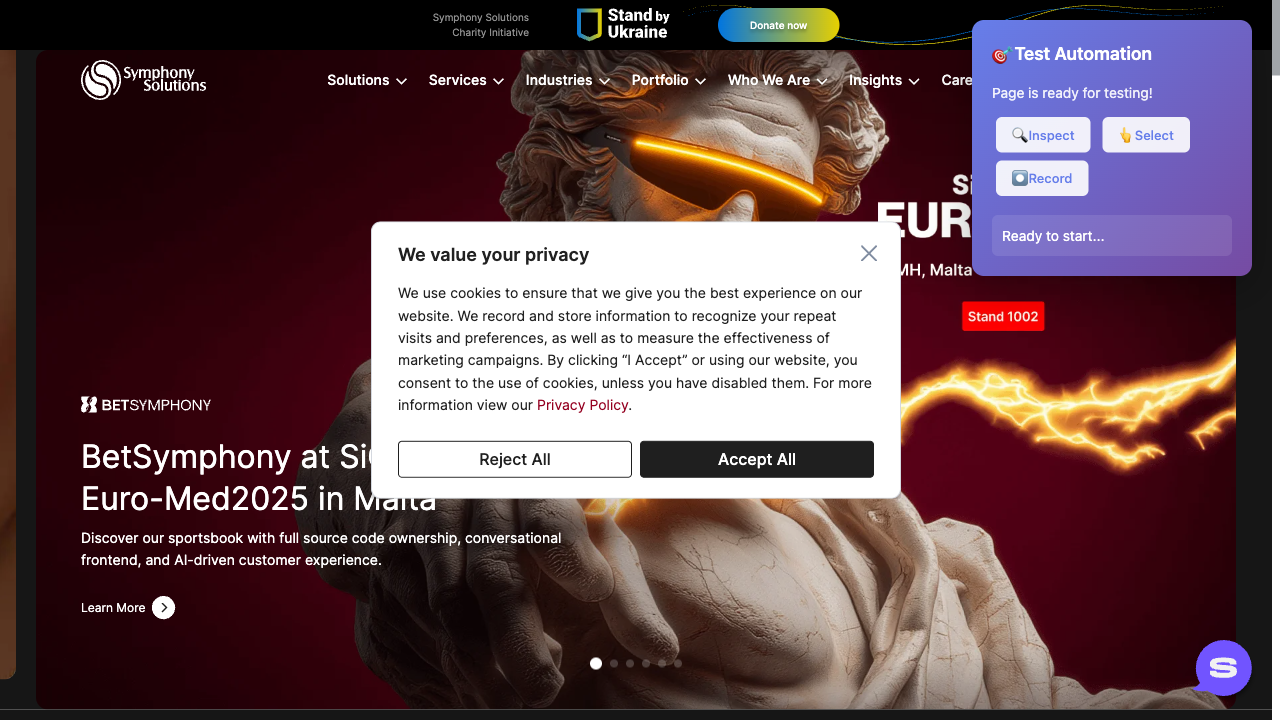 Symphony Solutions
Charity Initiative
Stand by
Ukraine
Donate now
Symphony
Solutions
Solutions
Services
Industries
Portfolio
Who We Are
Insights
Care
🎯 Test Automation
Page is ready for testing!
🔍Inspect
👆Select
⏺️Record
Ready to start...
EUR
MH, Malta
Stand 1002
We value your privacy
We use cookies to ensure that we give you the best experience on our
website. We record and store information to recognize your repeat
visits and preferences, as well as to measure the effectiveness of
marketing campaigns. By clicking “I Accept” or using our website, you
consent to the use of cookies, unless you have disabled them. For more
information view our Privacy Policy.
Reject All
Accept All
BETSYMPHONY
BetSymphony at Si
Euro-Med2025 in Malta
Discover our sportsbook with full source code ownership, conversational
frontend, and AI-driven customer experience.
Learn More
S